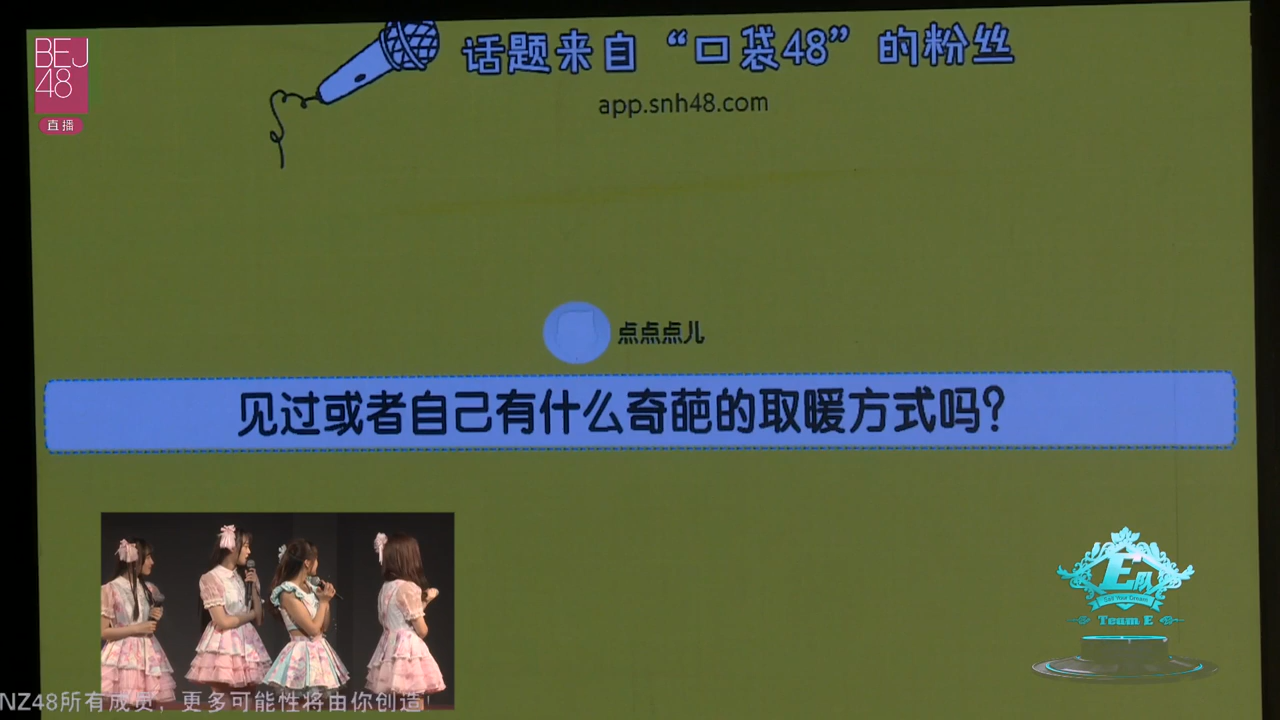 BEJ
48
直播
话题来自“口袋48”的粉丝
app.snh48.com
点点点儿
见过或者自己有什么奇葩的取暖方式吗?
E队
Team E
NZ48所有成员，更多可能性将由你创造